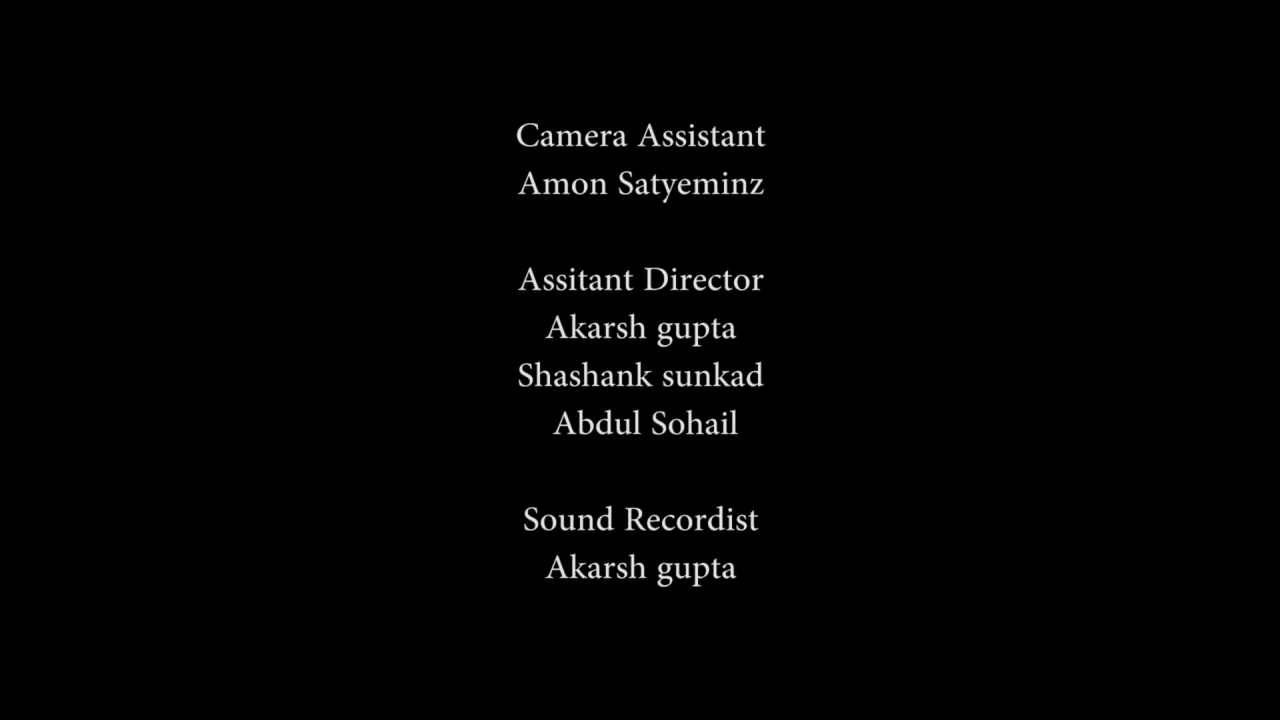 Camera Assistant
Amon Satyeminz
Assitant Director
Akarsh gupta
Shashank sunkad
Abdul Sohail
Sound Recordist
Akarsh gupta